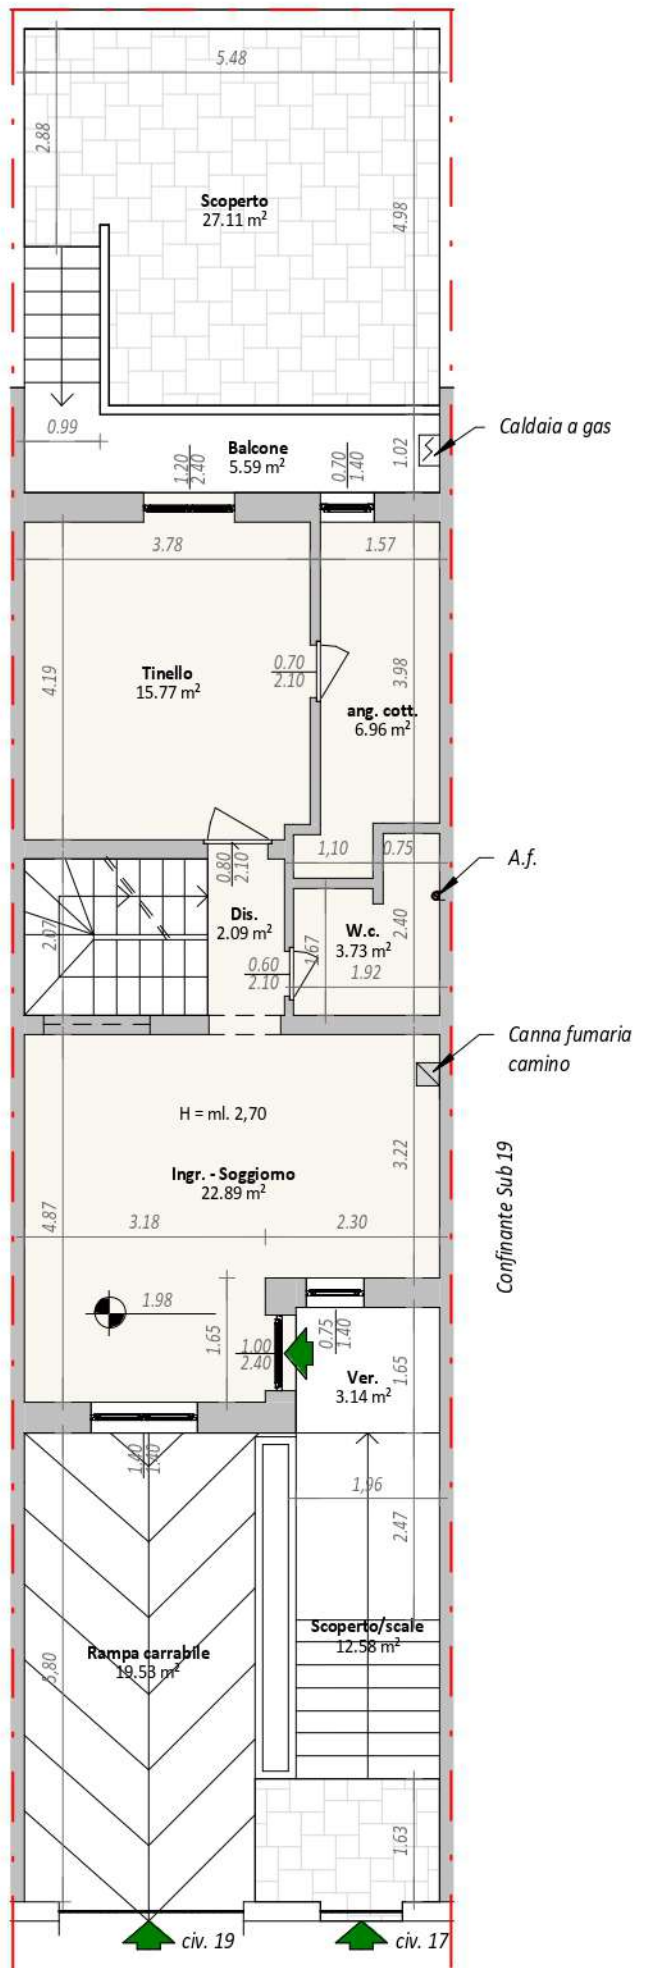 5.48
2.88
Scoperto
27.11 m²
4.98
0.99
Balcone
5.59 m²
1.20
2.40
0.70
1.40
1.02
Caldaia a gas
3.78
1.57
4.19
Tinello
15.77 m²
0.70
2.10
3.98
ang. cott.
6.96 m²
1,10
0.75
A.f.
0.80
2.10
Dis.
2.09 m²
2.07
W.c.
3.73 m²
2.40
1.67
1.92
0.60
2.10
Canna fumaria
camino
H = ml. 2,70
3.22
Ingr. - Soggiorno
22.89 m²
4.87
3.18
2.30
Confinante Sub 19
1.98
1.65
1.00
2.40
0.75
1.40
Ver.
3.14 m²
1.65
1.40
1.40
1,96
2.47
Scoperto/scale
12.58 m²
Rampa carrabile
19.53 m²
5,80
1.63
civ. 19
civ. 17